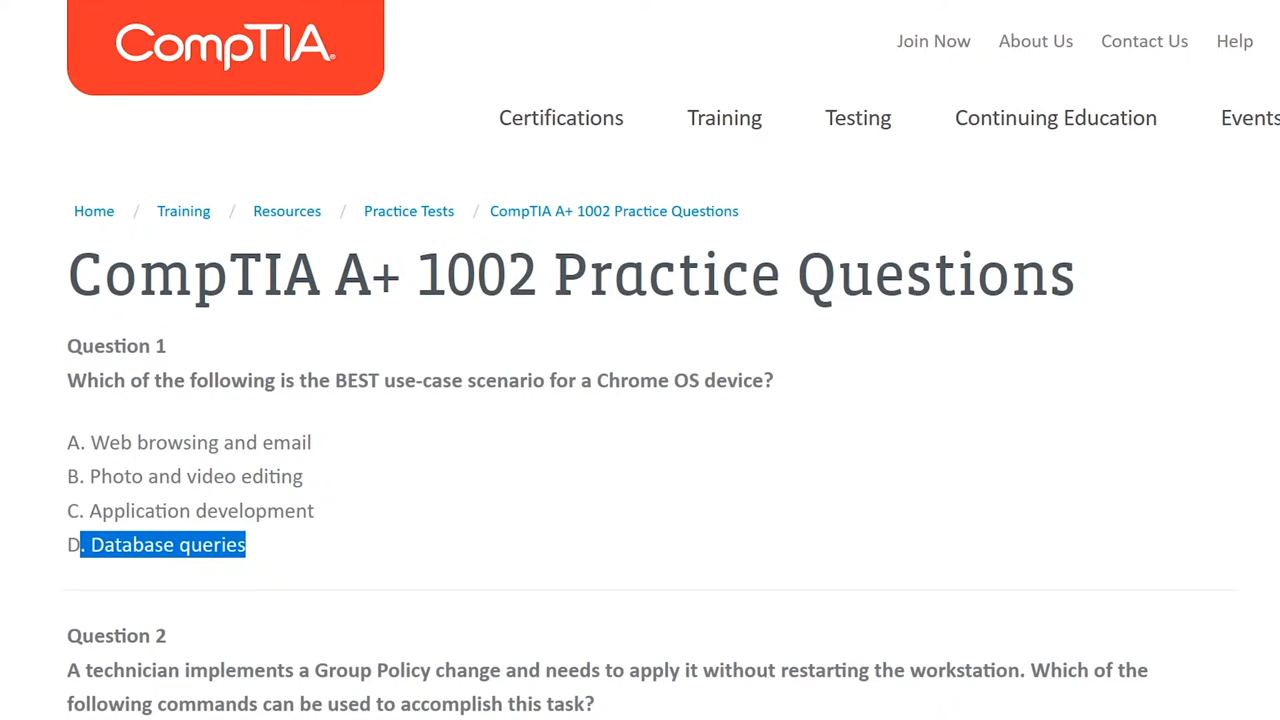 CompTIA®
Join Now About Us Contact Us Help
Certifications Training Testing Continuing Education Events
Home / Training / Resources / Practice Tests / CompTIA A+ 1002 Practice Questions
CompTIA A+ 1002 Practice Questions
Question 1
Which of the following is the BEST use-case scenario for a Chrome OS device?
A. Web browsing and email
B. Photo and video editing
C. Application development
D. Database queries
Question 2
A technician implements a Group Policy change and needs to apply it without restarting the workstation. Which of the
following commands can be used to accomplish this task?